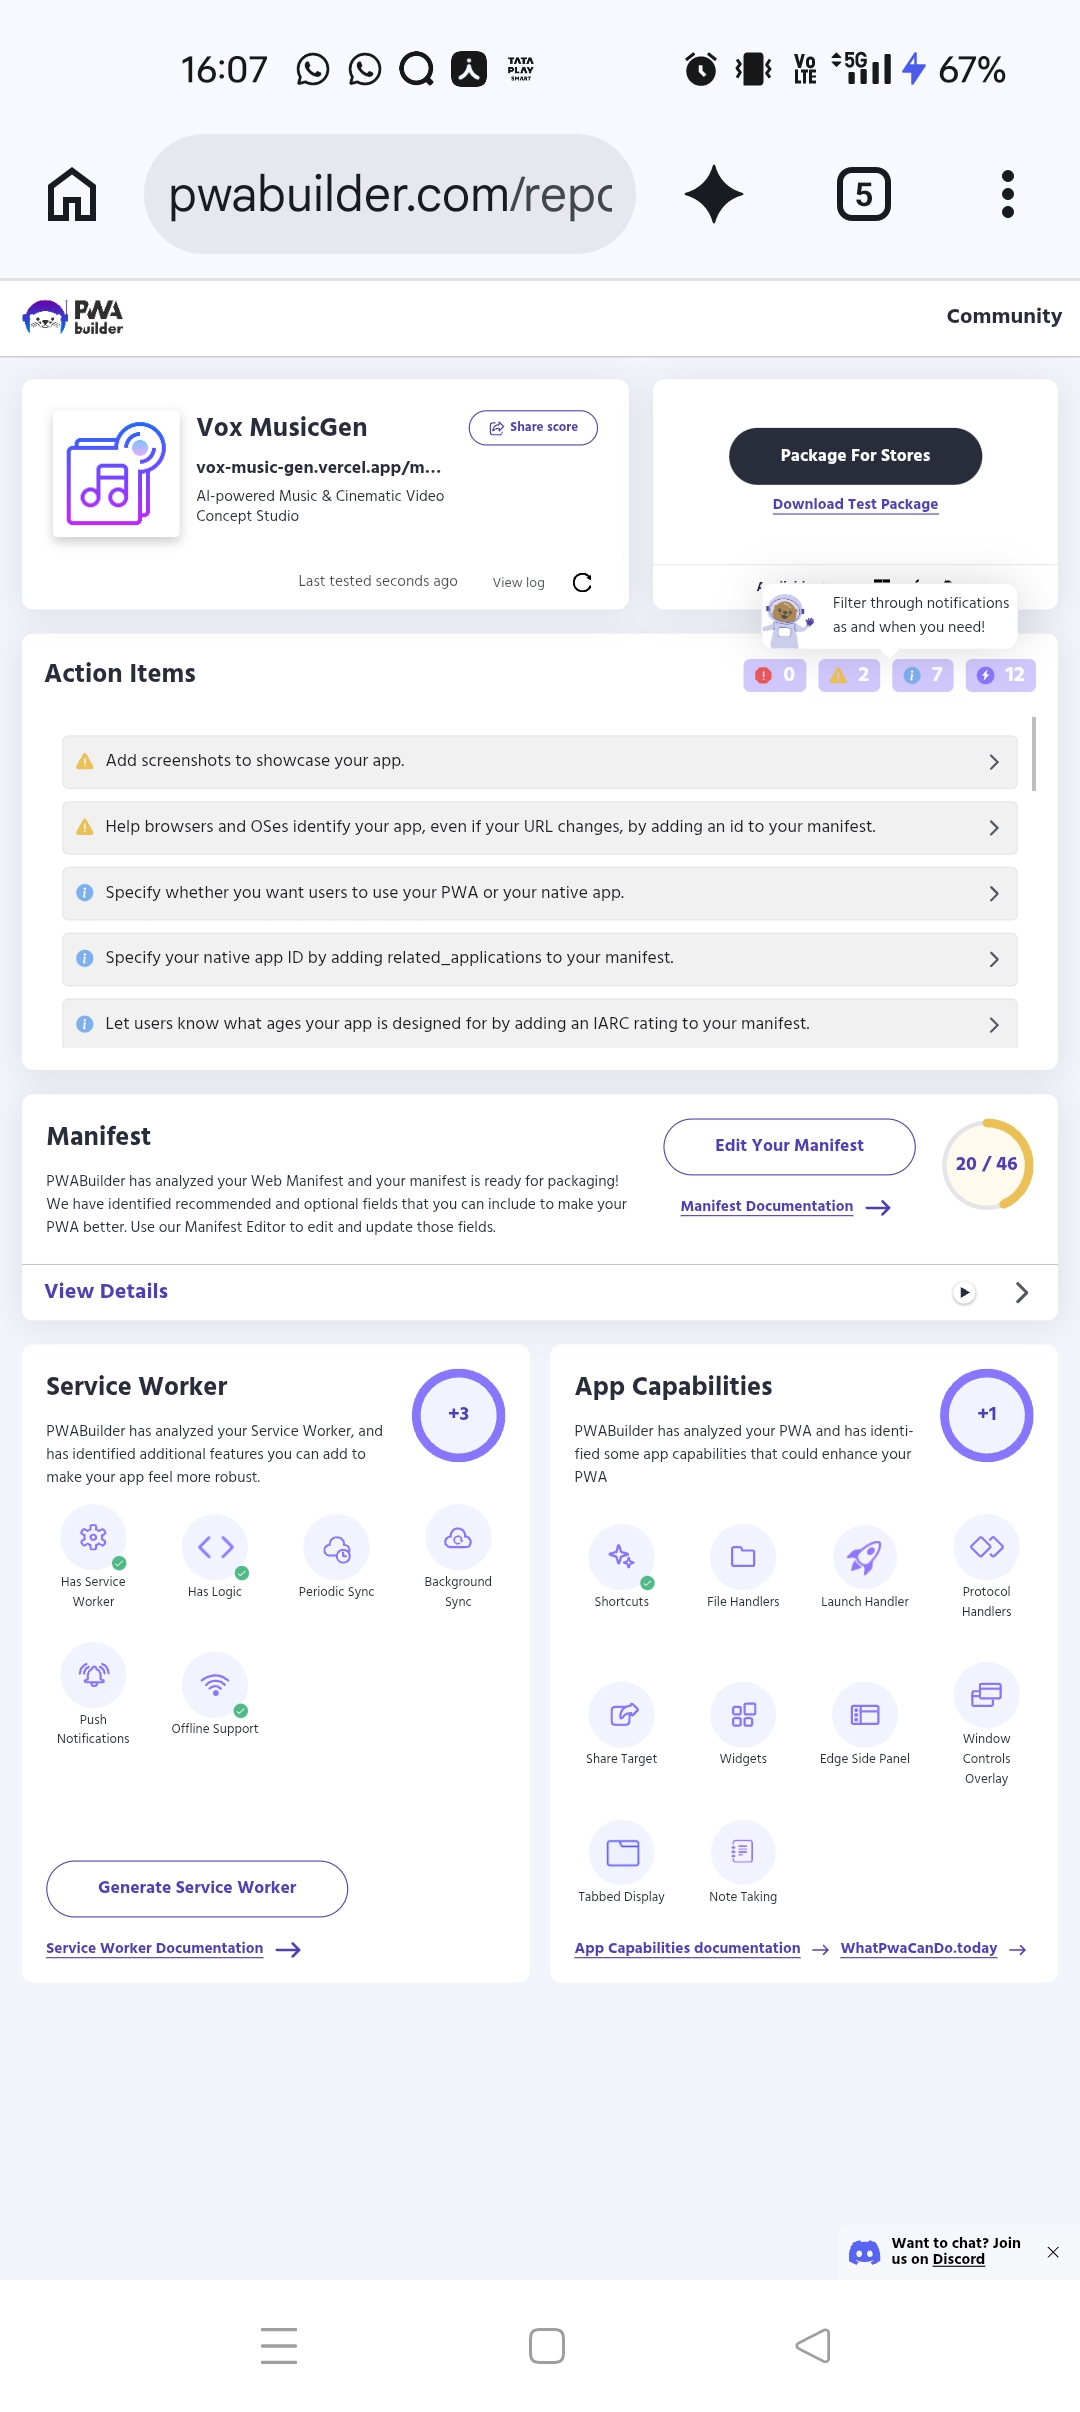 16:07
TATA
PLAY
SMART
Vo
LTE
5G
67%
pwabuilder.com/repo
5
PWA
builder
Community
Vox MusicGen
Share score
vox-music-gen.vercel.app/m...
AI-powered Music & Cinematic Video
Concept Studio
Last tested seconds ago
View log
Package For Stores
Download Test Package
Filter through notifications
as and when you need!
Action Items
0
2
7
12
Add screenshots to showcase your app.
Help browsers and OSes identify your app, even if your URL changes, by adding an id to your manifest.
Specify whether you want users to use your PWA or your native app.
Specify your native app ID by adding related_applications to your manifest.
Let users know what ages your app is designed for by adding an IARC rating to your manifest.
Manifest
PWABuilder has analyzed your Web Manifest and your manifest is ready for packaging!
We have identified recommended and optional fields that you can include to make your
PWA better. Use our Manifest Editor to edit and update those fields.
Edit Your Manifest
Manifest Documentation
20 / 46
View Details
Service Worker
PWABuilder has analyzed your Service Worker, and
has identified additional features you can add to
make your app feel more robust.
+3
Has Service
Worker
Has Logic
Periodic Sync
Background
Sync
Push
Notifications
Offline Support
Generate Service Worker
Service Worker Documentation
App Capabilities
PWABuilder has analyzed your PWA and has identi-
fied some app capabilities that could enhance your
PWA
+1
Shortcuts
File Handlers
Launch Handler
Protocol
Handlers
Share Target
Widgets
Edge Side Panel
Window
Controls
Overlay
Tabbed Display
Note Taking
App Capabilities documentation
WhatPwaCanDo.today
Want to chat? Join
us on Discord